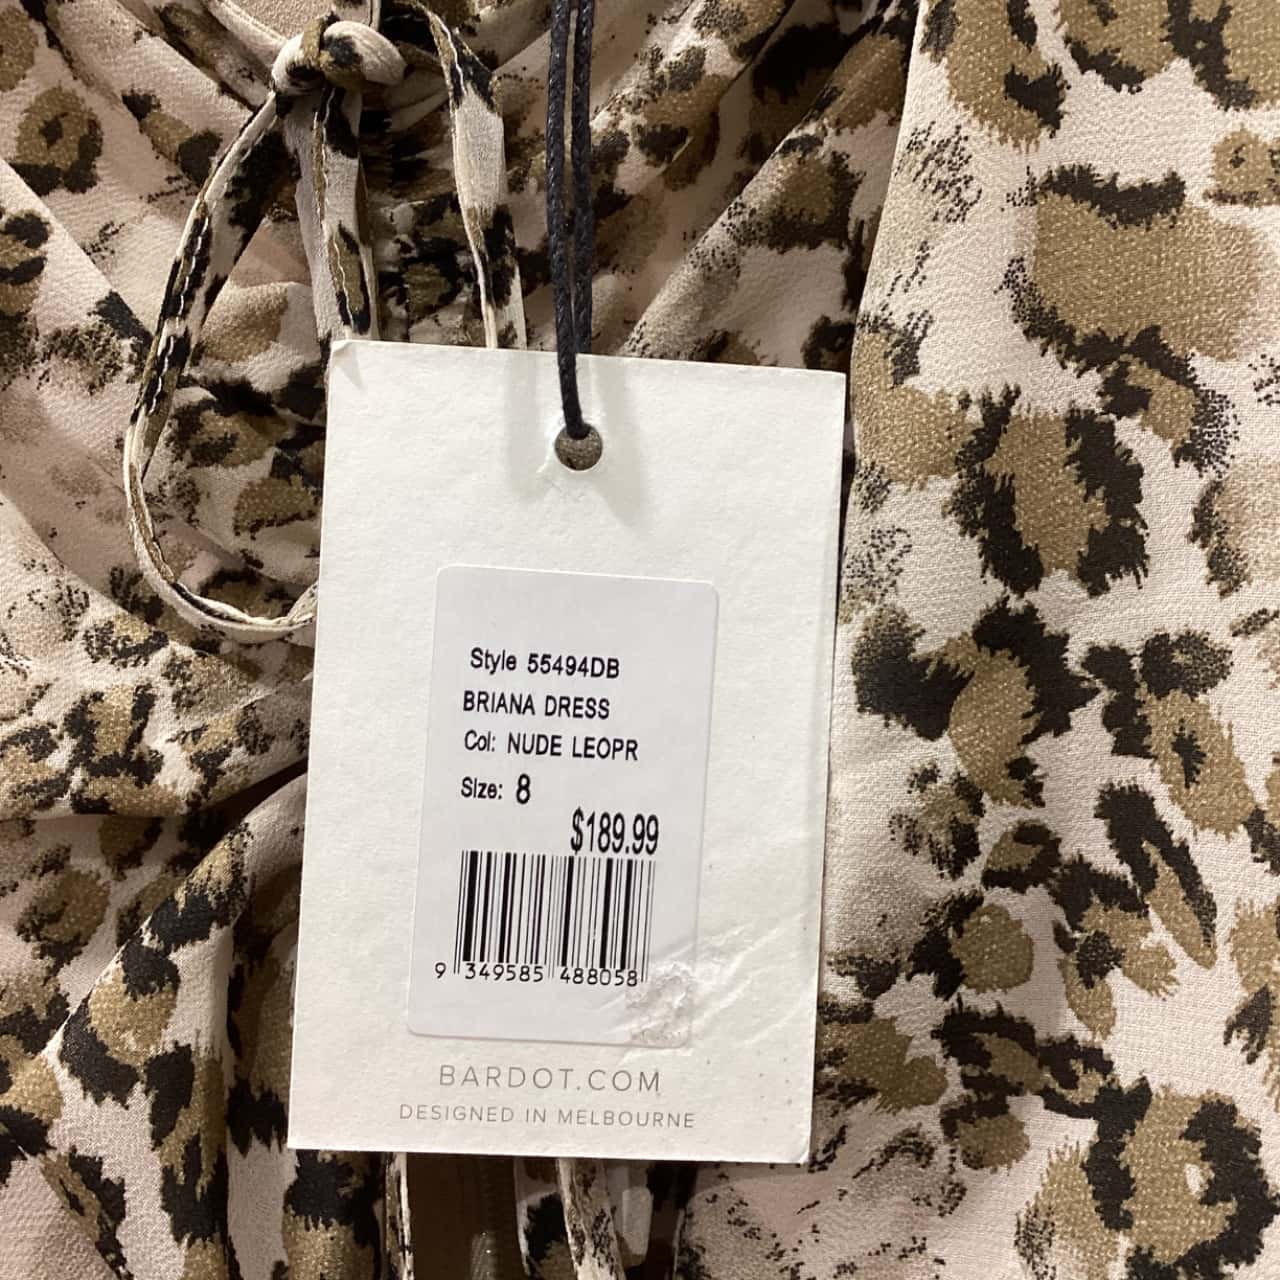 Style 55494DB
BRIANA DRESS
Col: NUDE LEOPR
Size: 8
$189.99
9 349585 488058
BARDOT.COM
DESIGNED IN MELBOURNE